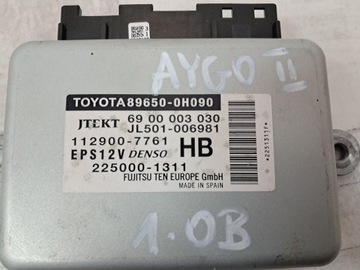 AYGO II
TOYOTA89650-0H090
JTEKT 69 00 003 030
JL501-006981
112900-7761 HB
EPS12V DENSO
225000-1311
FUJITSU TEN EUROPE GmbH
MADE IN SPAIN
*2251311*
1.0B